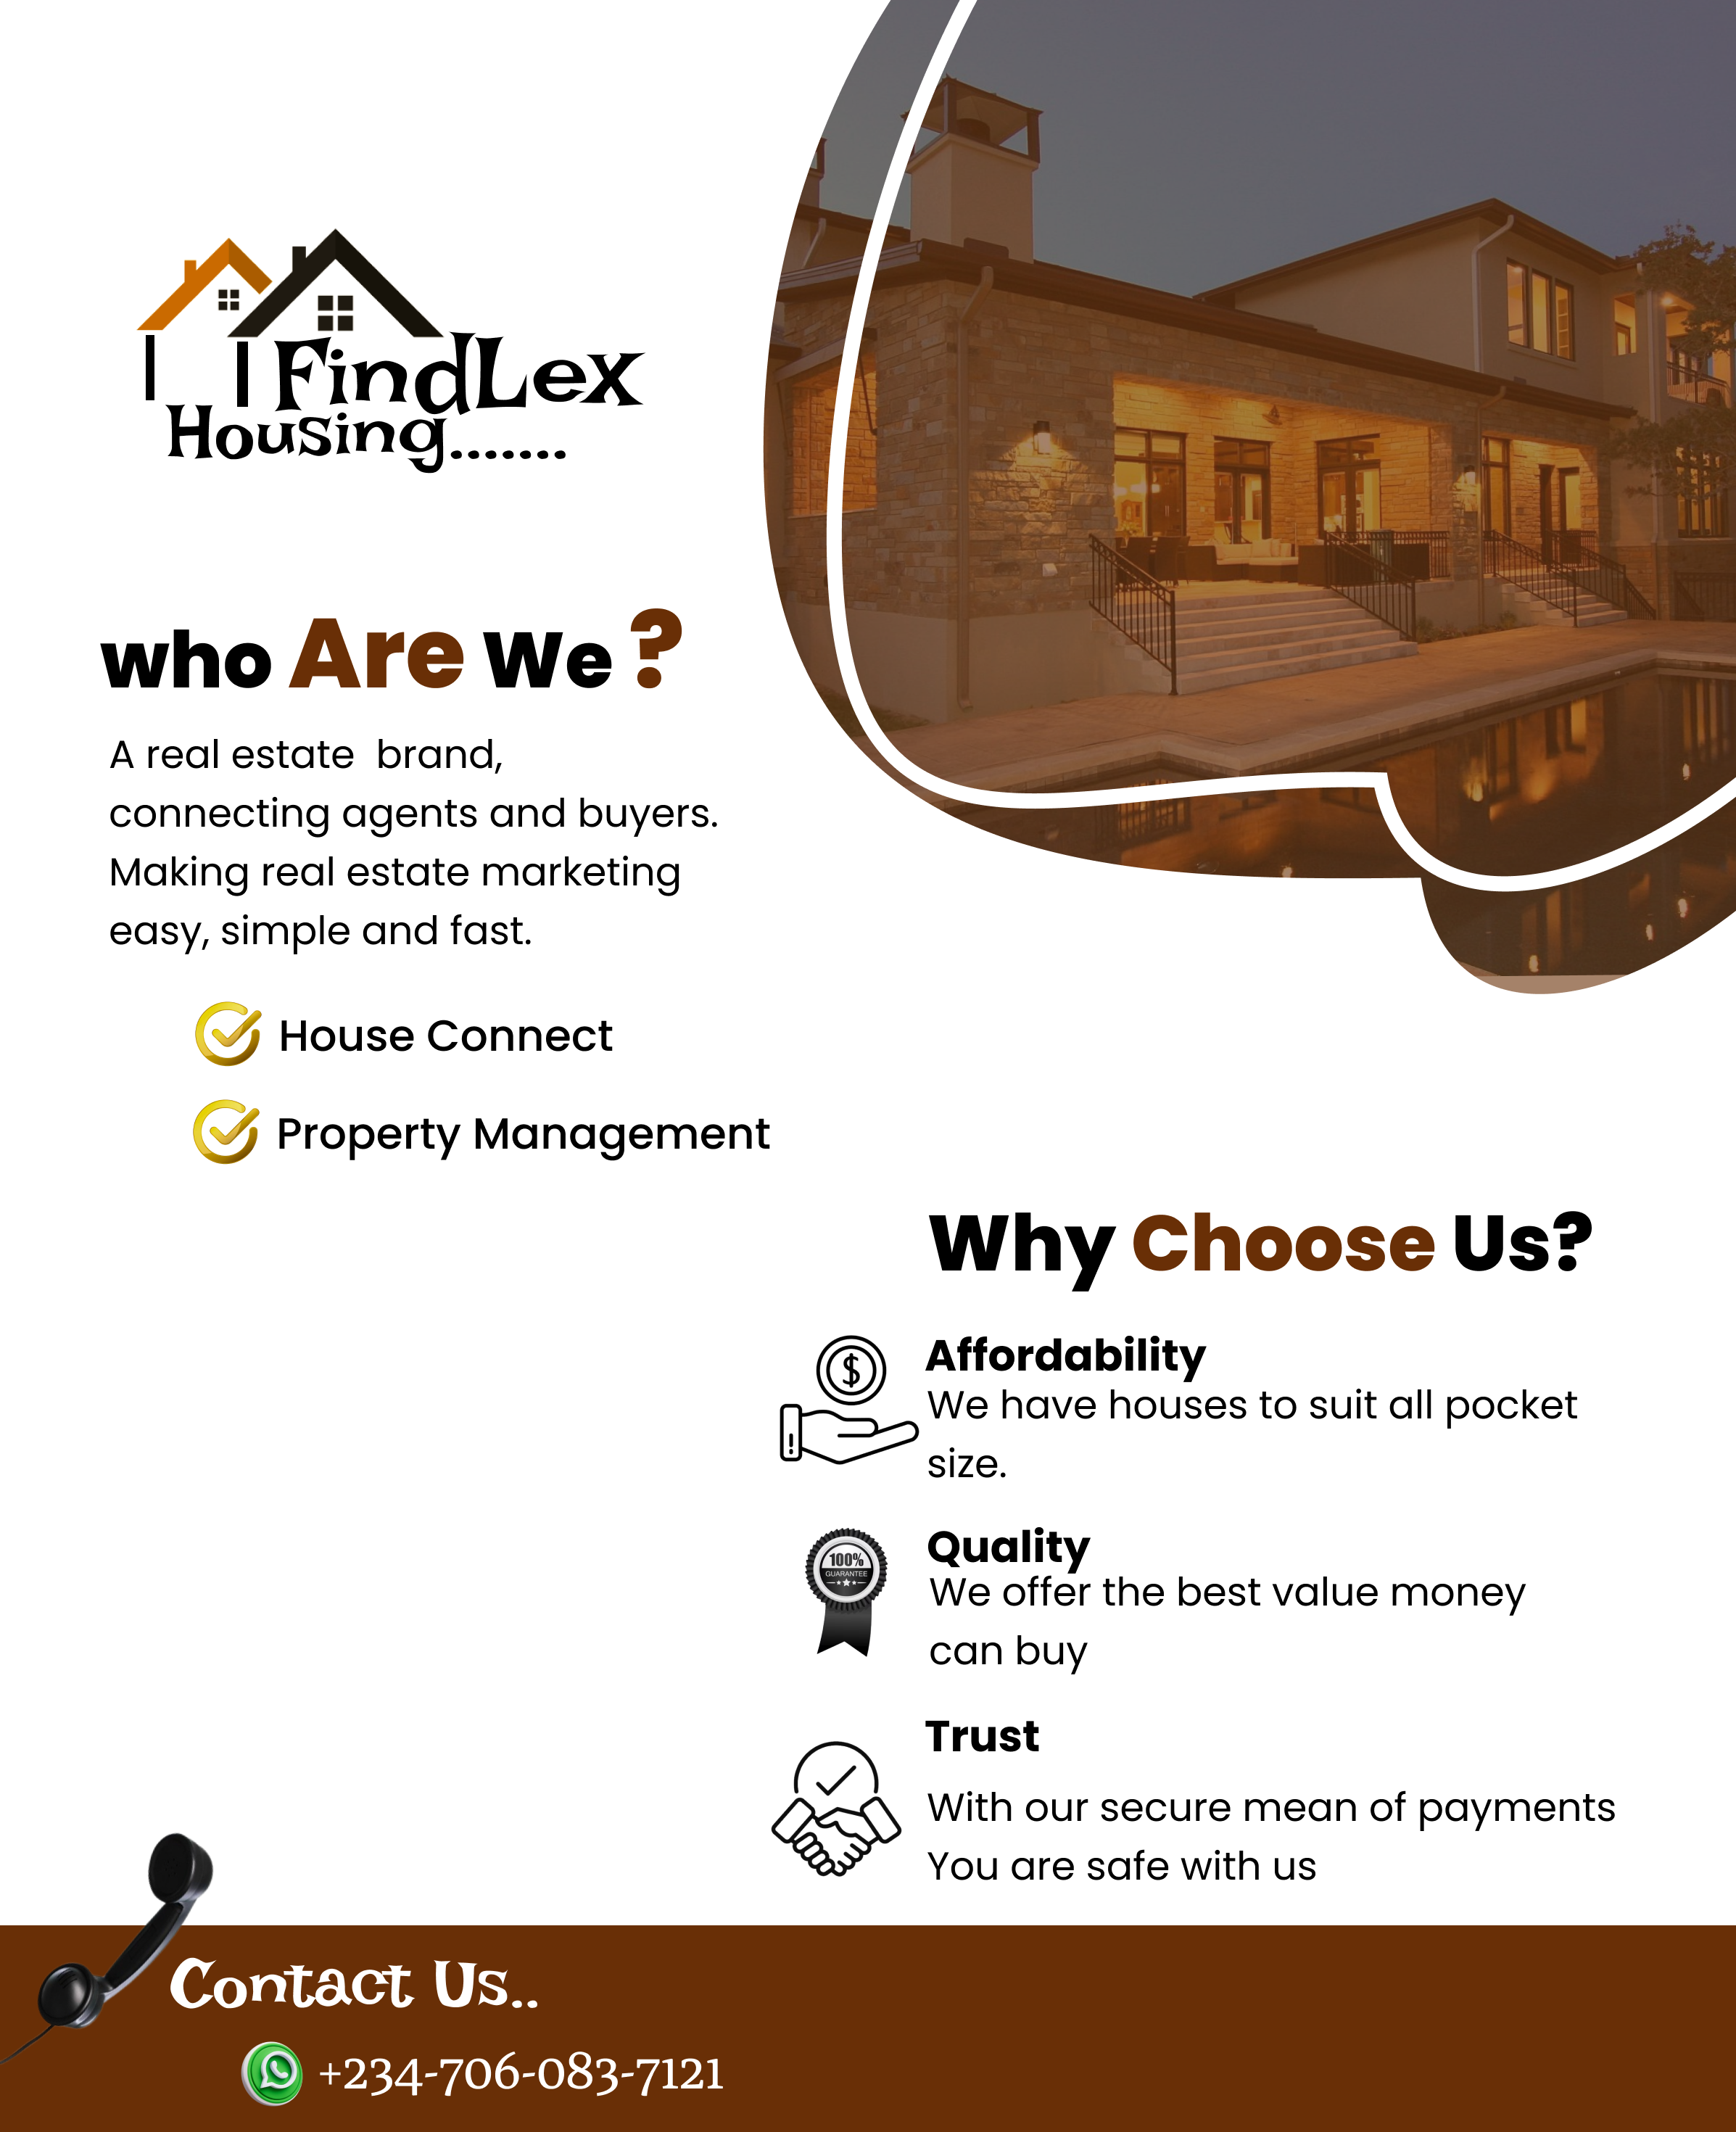 FindLex
Housing.......
who Are We ?
A real estate  brand,
connecting agents and buyers.
Making real estate marketing
easy, simple and fast.
House Connect
Property Management
Why Choose Us?
Affordability
We have houses to suit all pocket
size.
Quality
100%
GUARANTEE
We offer the best value money
can buy
Trust
With our secure mean of payments
You are safe with us
Contact Us..
+234-706-083-7121